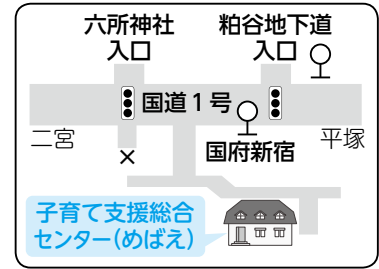 六所神社
入口
粕谷地下道
入口
国道1号
二宮
国府新宿
平塚
子育て支援総合
センター(めばえ)